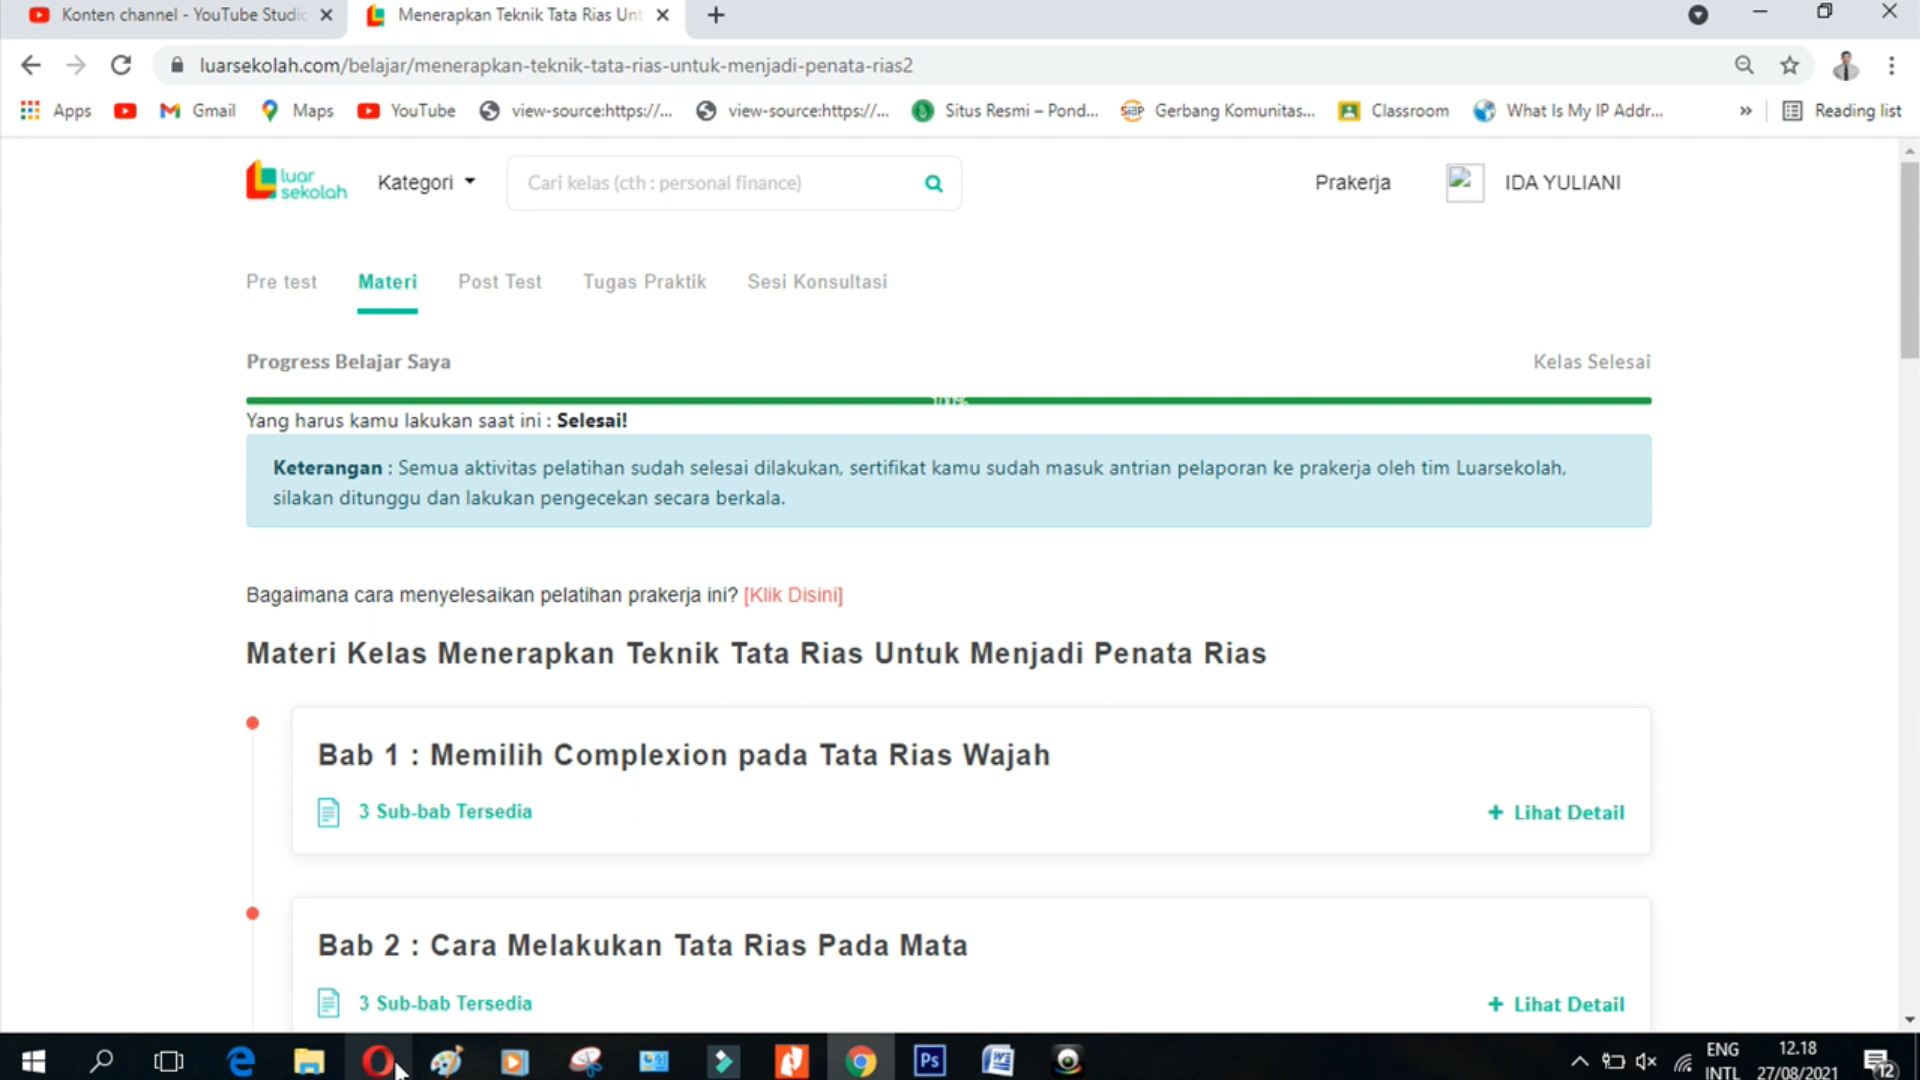 Konten channel - YouTube Studio
Menerapkan Teknik Tata Rias Unt
luarsekolah.com/belajar/menerapkan-teknik-tata-rias-untuk-menjadi-penata-rias2
Apps Gmail Maps YouTube view-source:https://... view-source:https://... Situs Resmi – Pond... Gerbang Komunitas... Classroom What Is My IP Addr... » Reading list
luar sekolah
Kategori
Cari kelas (cth : personal finance)
Prakerja
IDA YULIANI
Pre test Materi Post Test Tugas Praktik Sesi Konsultasi
Progress Belajar Saya
Kelas Selesai
100%
Yang harus kamu lakukan saat ini : Selesai!
Keterangan : Semua aktivitas pelatihan sudah selesai dilakukan, sertifikat kamu sudah masuk antrian pelaporan ke prakerja oleh tim Luarsekolah,
silakan ditunggu dan lakukan pengecekan secara berkala.
Bagaimana cara menyelesaikan pelatihan prakerja ini? [Klik Disini]
Materi Kelas Menerapkan Teknik Tata Rias Untuk Menjadi Penata Rias
Bab 1 : Memilih Complexion pada Tata Rias Wajah
3 Sub-bab Tersedia
+ Lihat Detail
Bab 2 : Cara Melakukan Tata Rias Pada Mata
3 Sub-bab Tersedia
+ Lihat Detail
Ps
ENG
INTL
12.18
27/08/2021
12